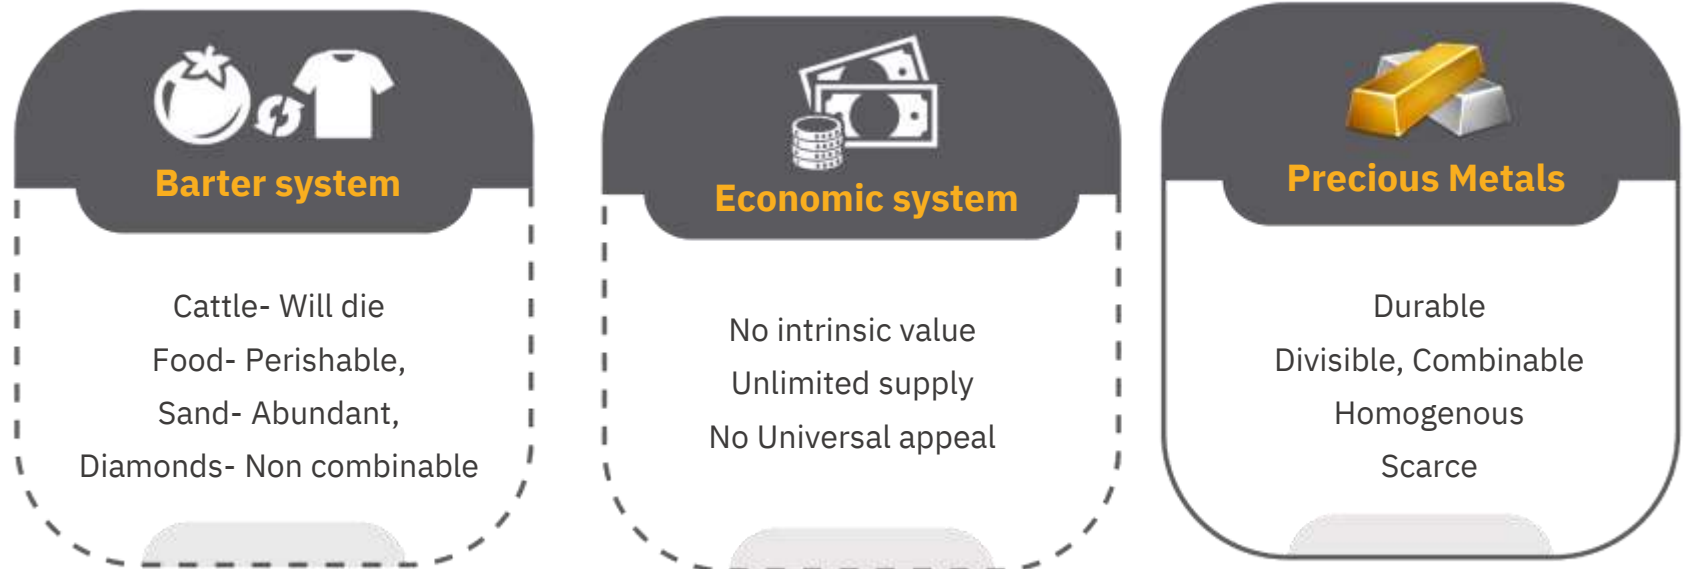 Barter system
Cattle- Will die
Food- Perishable,
Sand- Abundant,
Diamonds- Non combinable
Economic system
No intrinsic value
Unlimited supply
No Universal appeal
Precious Metals
Durable
Divisible, Combinable
Homogenous
Scarce